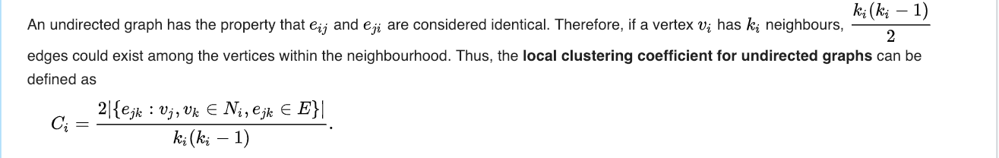 An undirected graph has the property that $e_{ij}$ and $e_{ji}$ are considered identical. Therefore, if a vertex $v_i$ has $k_i$ neighbours, $\frac{k_i(k_i-1)}{2}$
edges could exist among the vertices within the neighbourhood. Thus, the local clustering coefficient for undirected graphs can be
defined as
$C_i = \frac{2|\{e_{jk} : v_j, v_k \in N_i, e_{jk} \in E\}|}{k_i(k_i-1)}.$